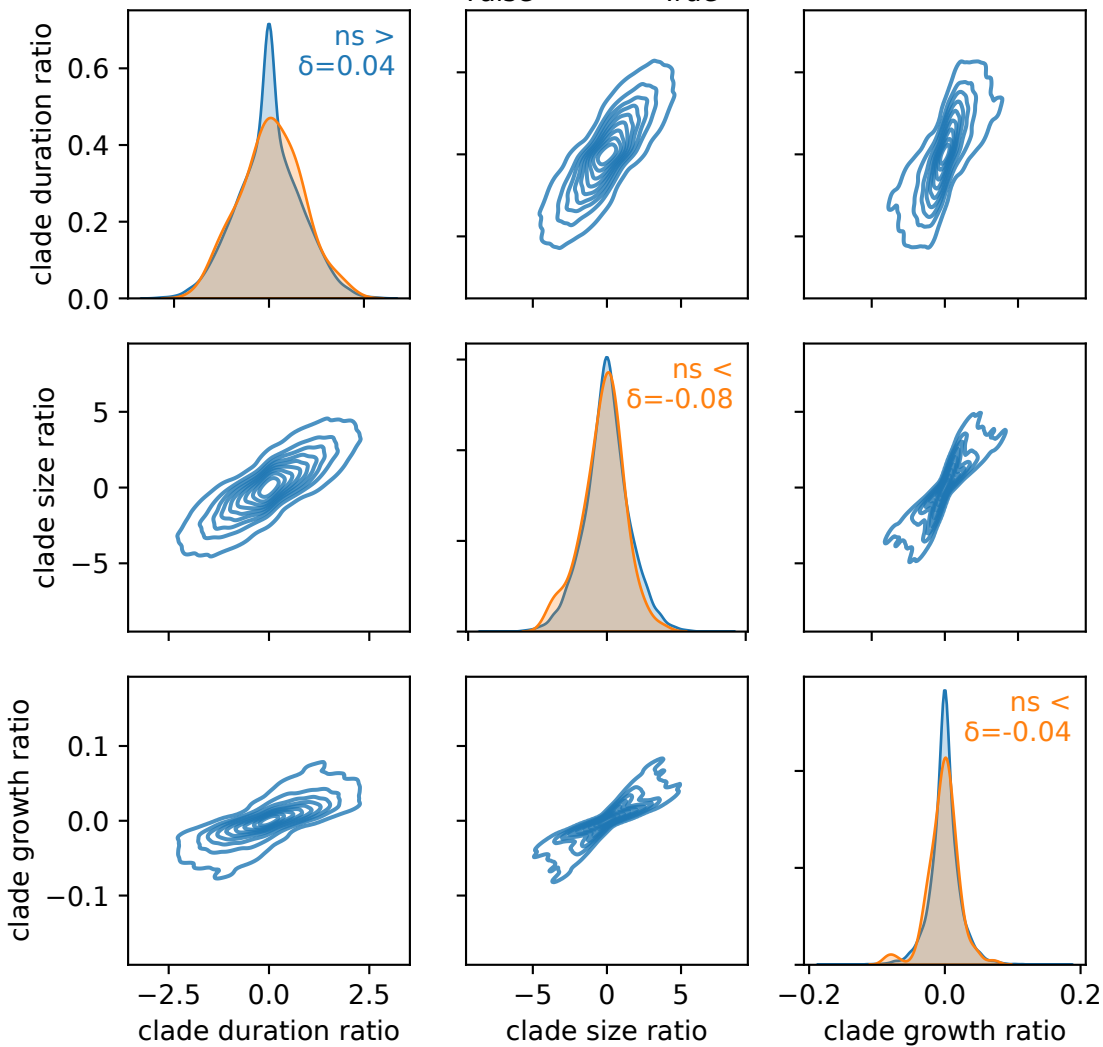 clade duration ratio
0.6
0.4
0.2
0.0
ns >
δ=0.04
clade size ratio
5
0
−5
ns <
δ=-0.08
clade growth ratio
0.1
0.0
−0.1
ns <
δ=-0.04
−2.5 0.0 2.5
−5 0 5
−0.2 0.0 0.2
clade duration ratio
clade size ratio
clade growth ratio